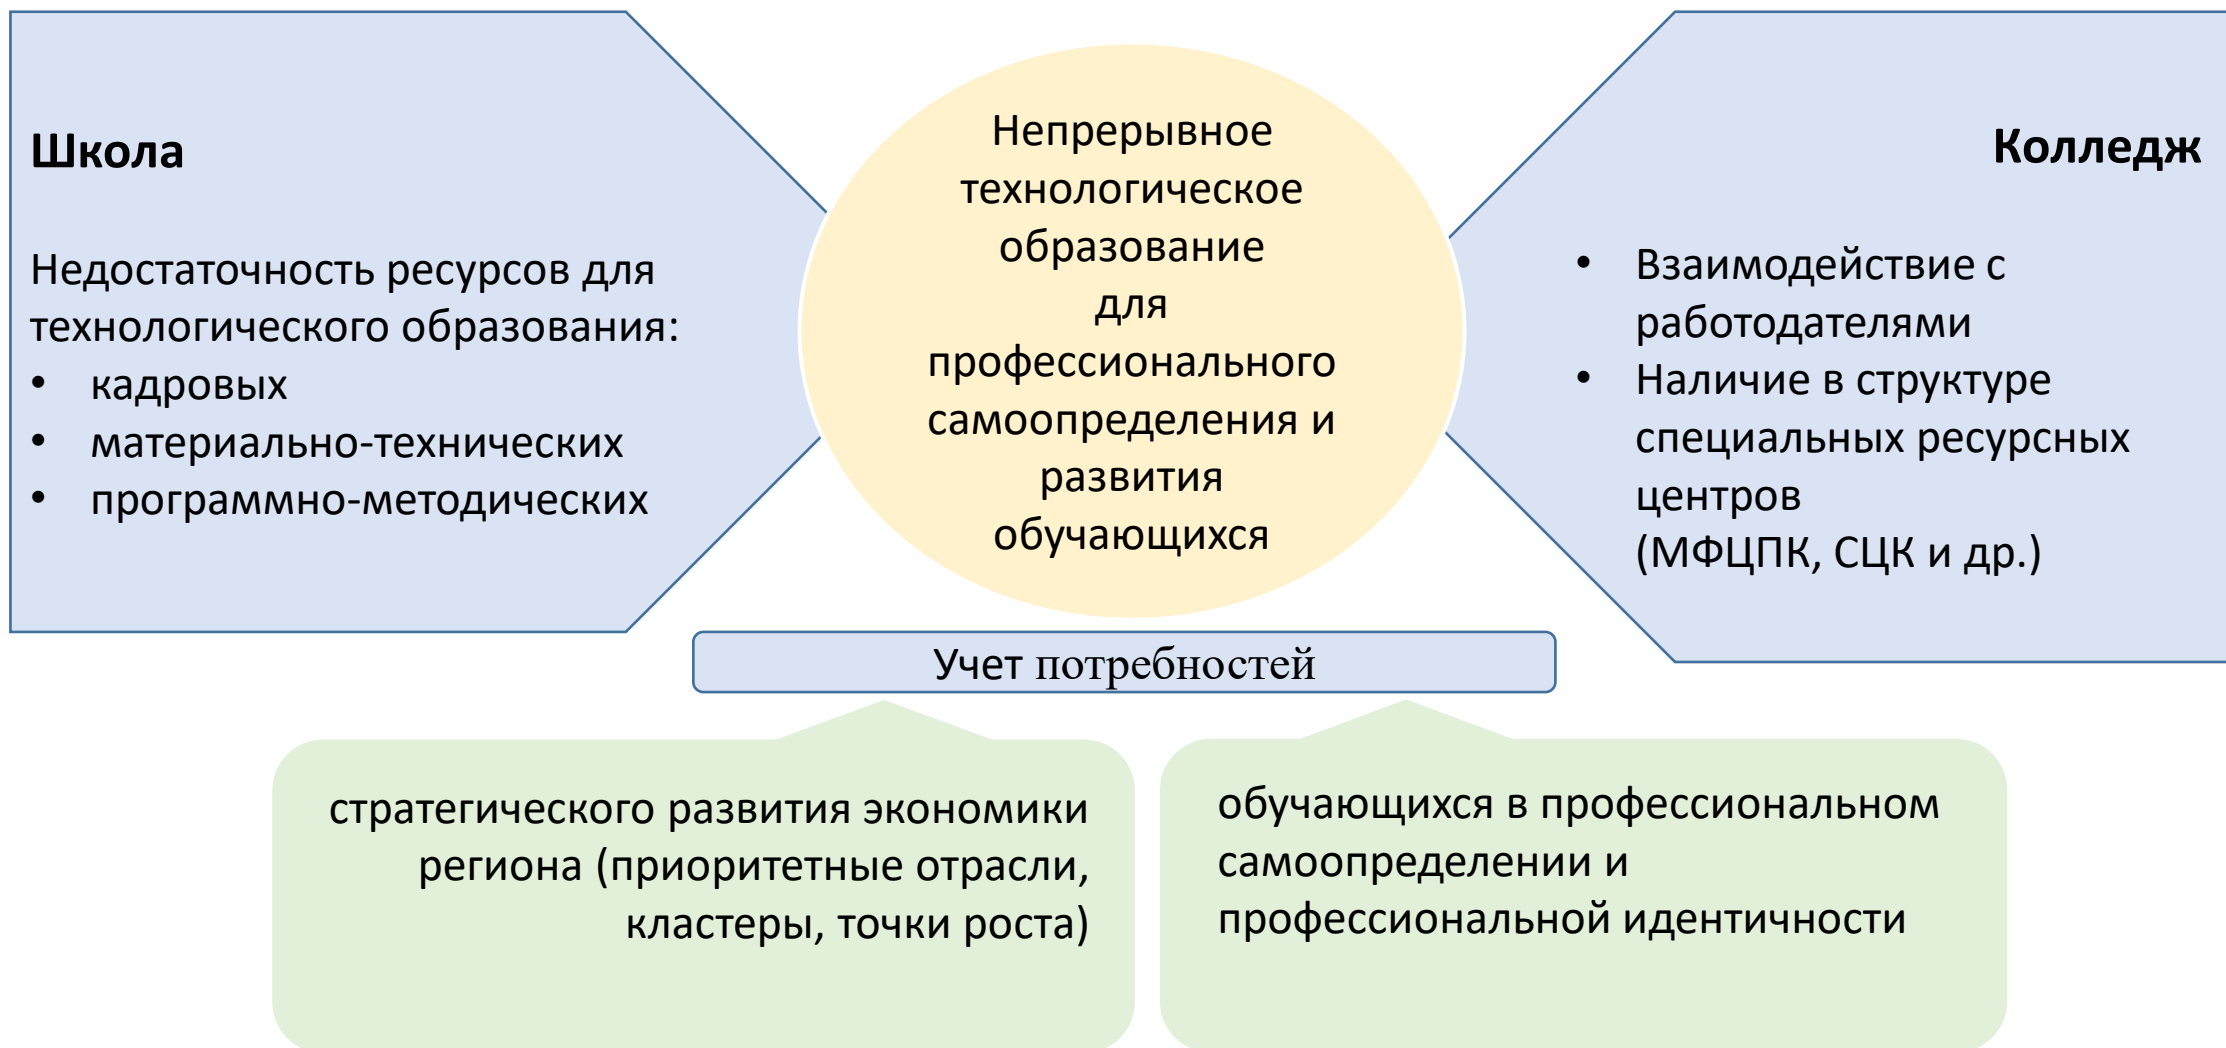 Школа
Недостаточность ресурсов для
технологического образования:
• кадровых
• материально-технических
• программно-методических
Непрерывное
технологическое
образование
для
профессионального
самоопределения и
развития
обучающихся
Колледж
• Взаимодействие с
работодателями
• Наличие в структуре
специальных ресурсных
центров
(МФЦПК, СЦК и др.)
Учет потребностей
стратегического развития экономики
региона (приоритетные отрасли,
кластеры, точки роста)
обучающихся в профессиональном
самоопределении и
профессиональной идентичности